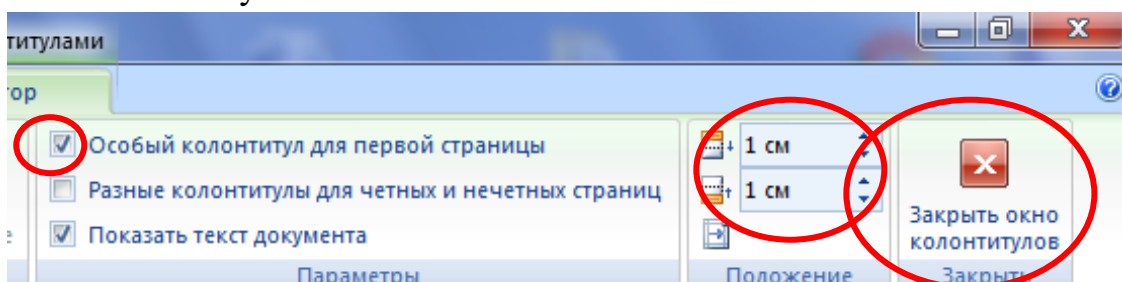 титулами
тор
Особый колонтитул для первой страницы
Разные колонтитулы для четных и нечетных страниц
Показать текст документа
Параметры
1 см
1 см
Положение
Закрыть окно
колонтитулов
Закрыть